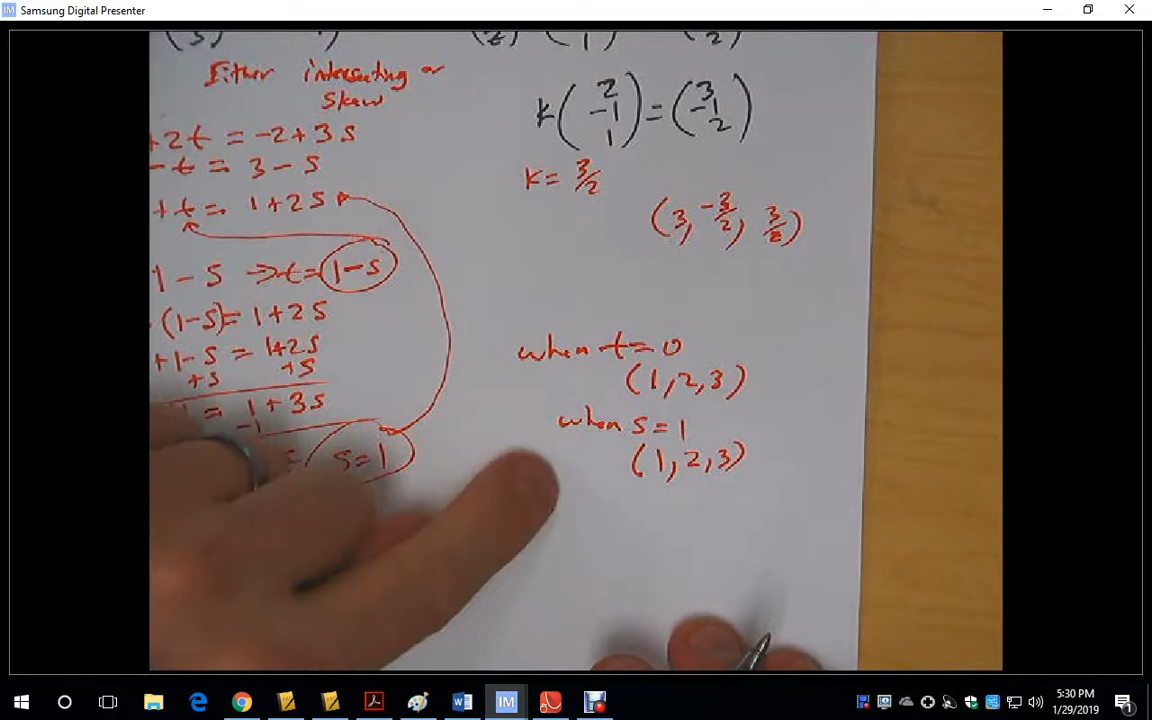 Samsung Digital Presenter
Either intersecting or
skew
+2t = -2+3s
-t = 3-s
+t = 1+2s
1-s => t = 1-s
(1-s) = 1+2s
+1-s = 1+2s
+s +s
= 1+3s
-1
s=1
k(2 -1 1) = (3 -1 2)
k = 3/2
(3, -3/2, 3/2)
when t=0
(1,2,3)
when s=1
(1,2,3)
5:30 PM
1/29/2019